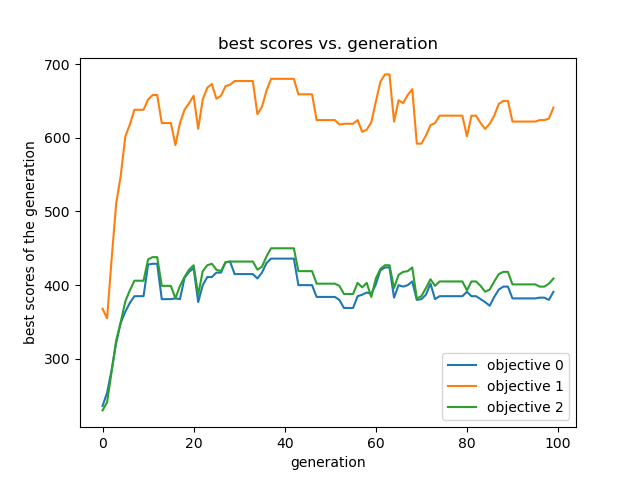 best scores vs. generation
best scores of the generation
700
600
500
400
300
0 20 40 60 80 100
generation
objective 0
objective 1
objective 2